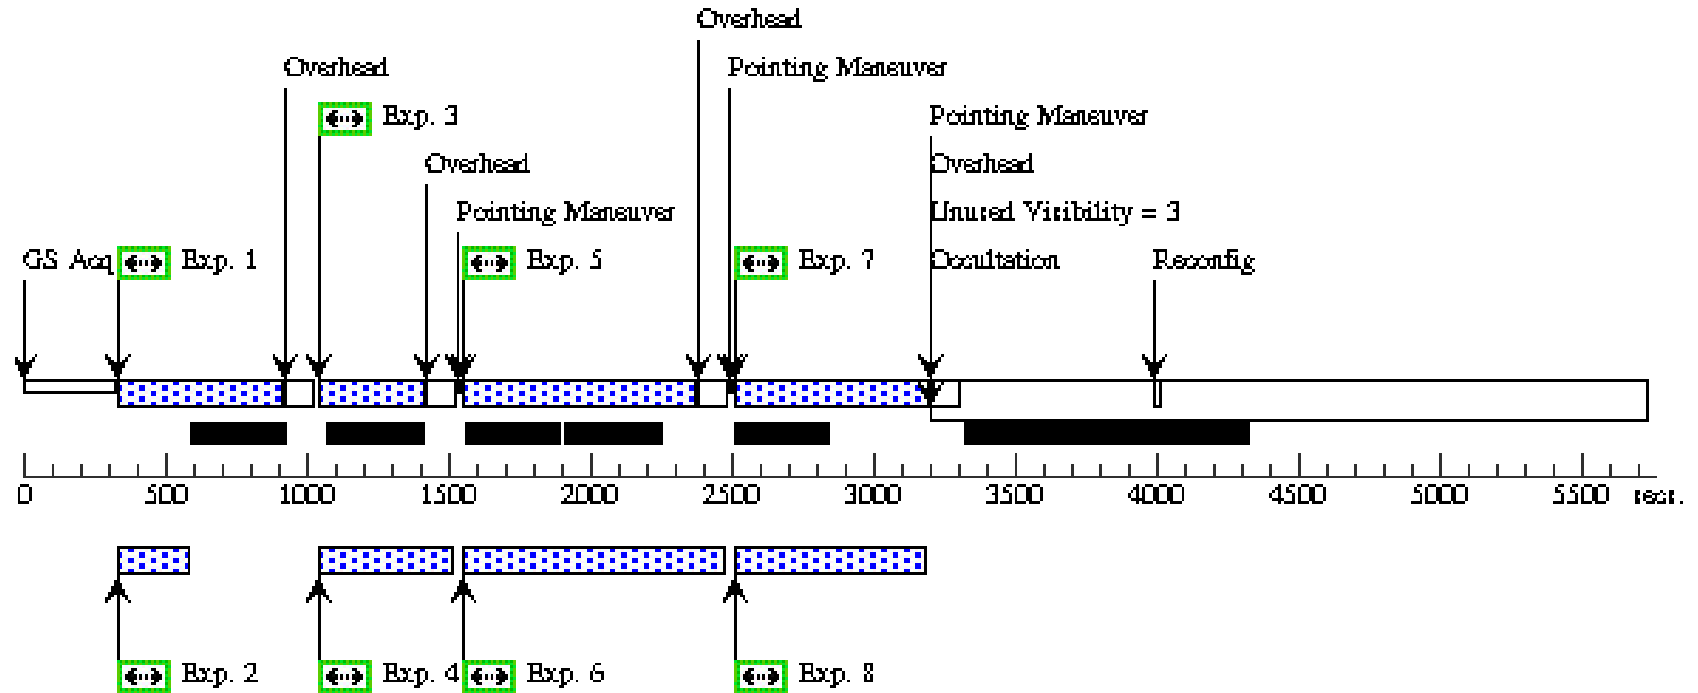 Overhead
Overhead
Pointing Maneuver
Exp. 3
Pointing Maneuver
Overhead
Overhead
Pointing Maneuver
Unused Visibility = 3
GS Acq
Exp. 1
Exp. 5
Exp. 7
Occultation
Reconfig
0 500 1000 1500 2000 2500 3000 3500 4000 4500 5000 5500 secs.
Exp. 2
Exp. 4
Exp. 6
Exp. 8